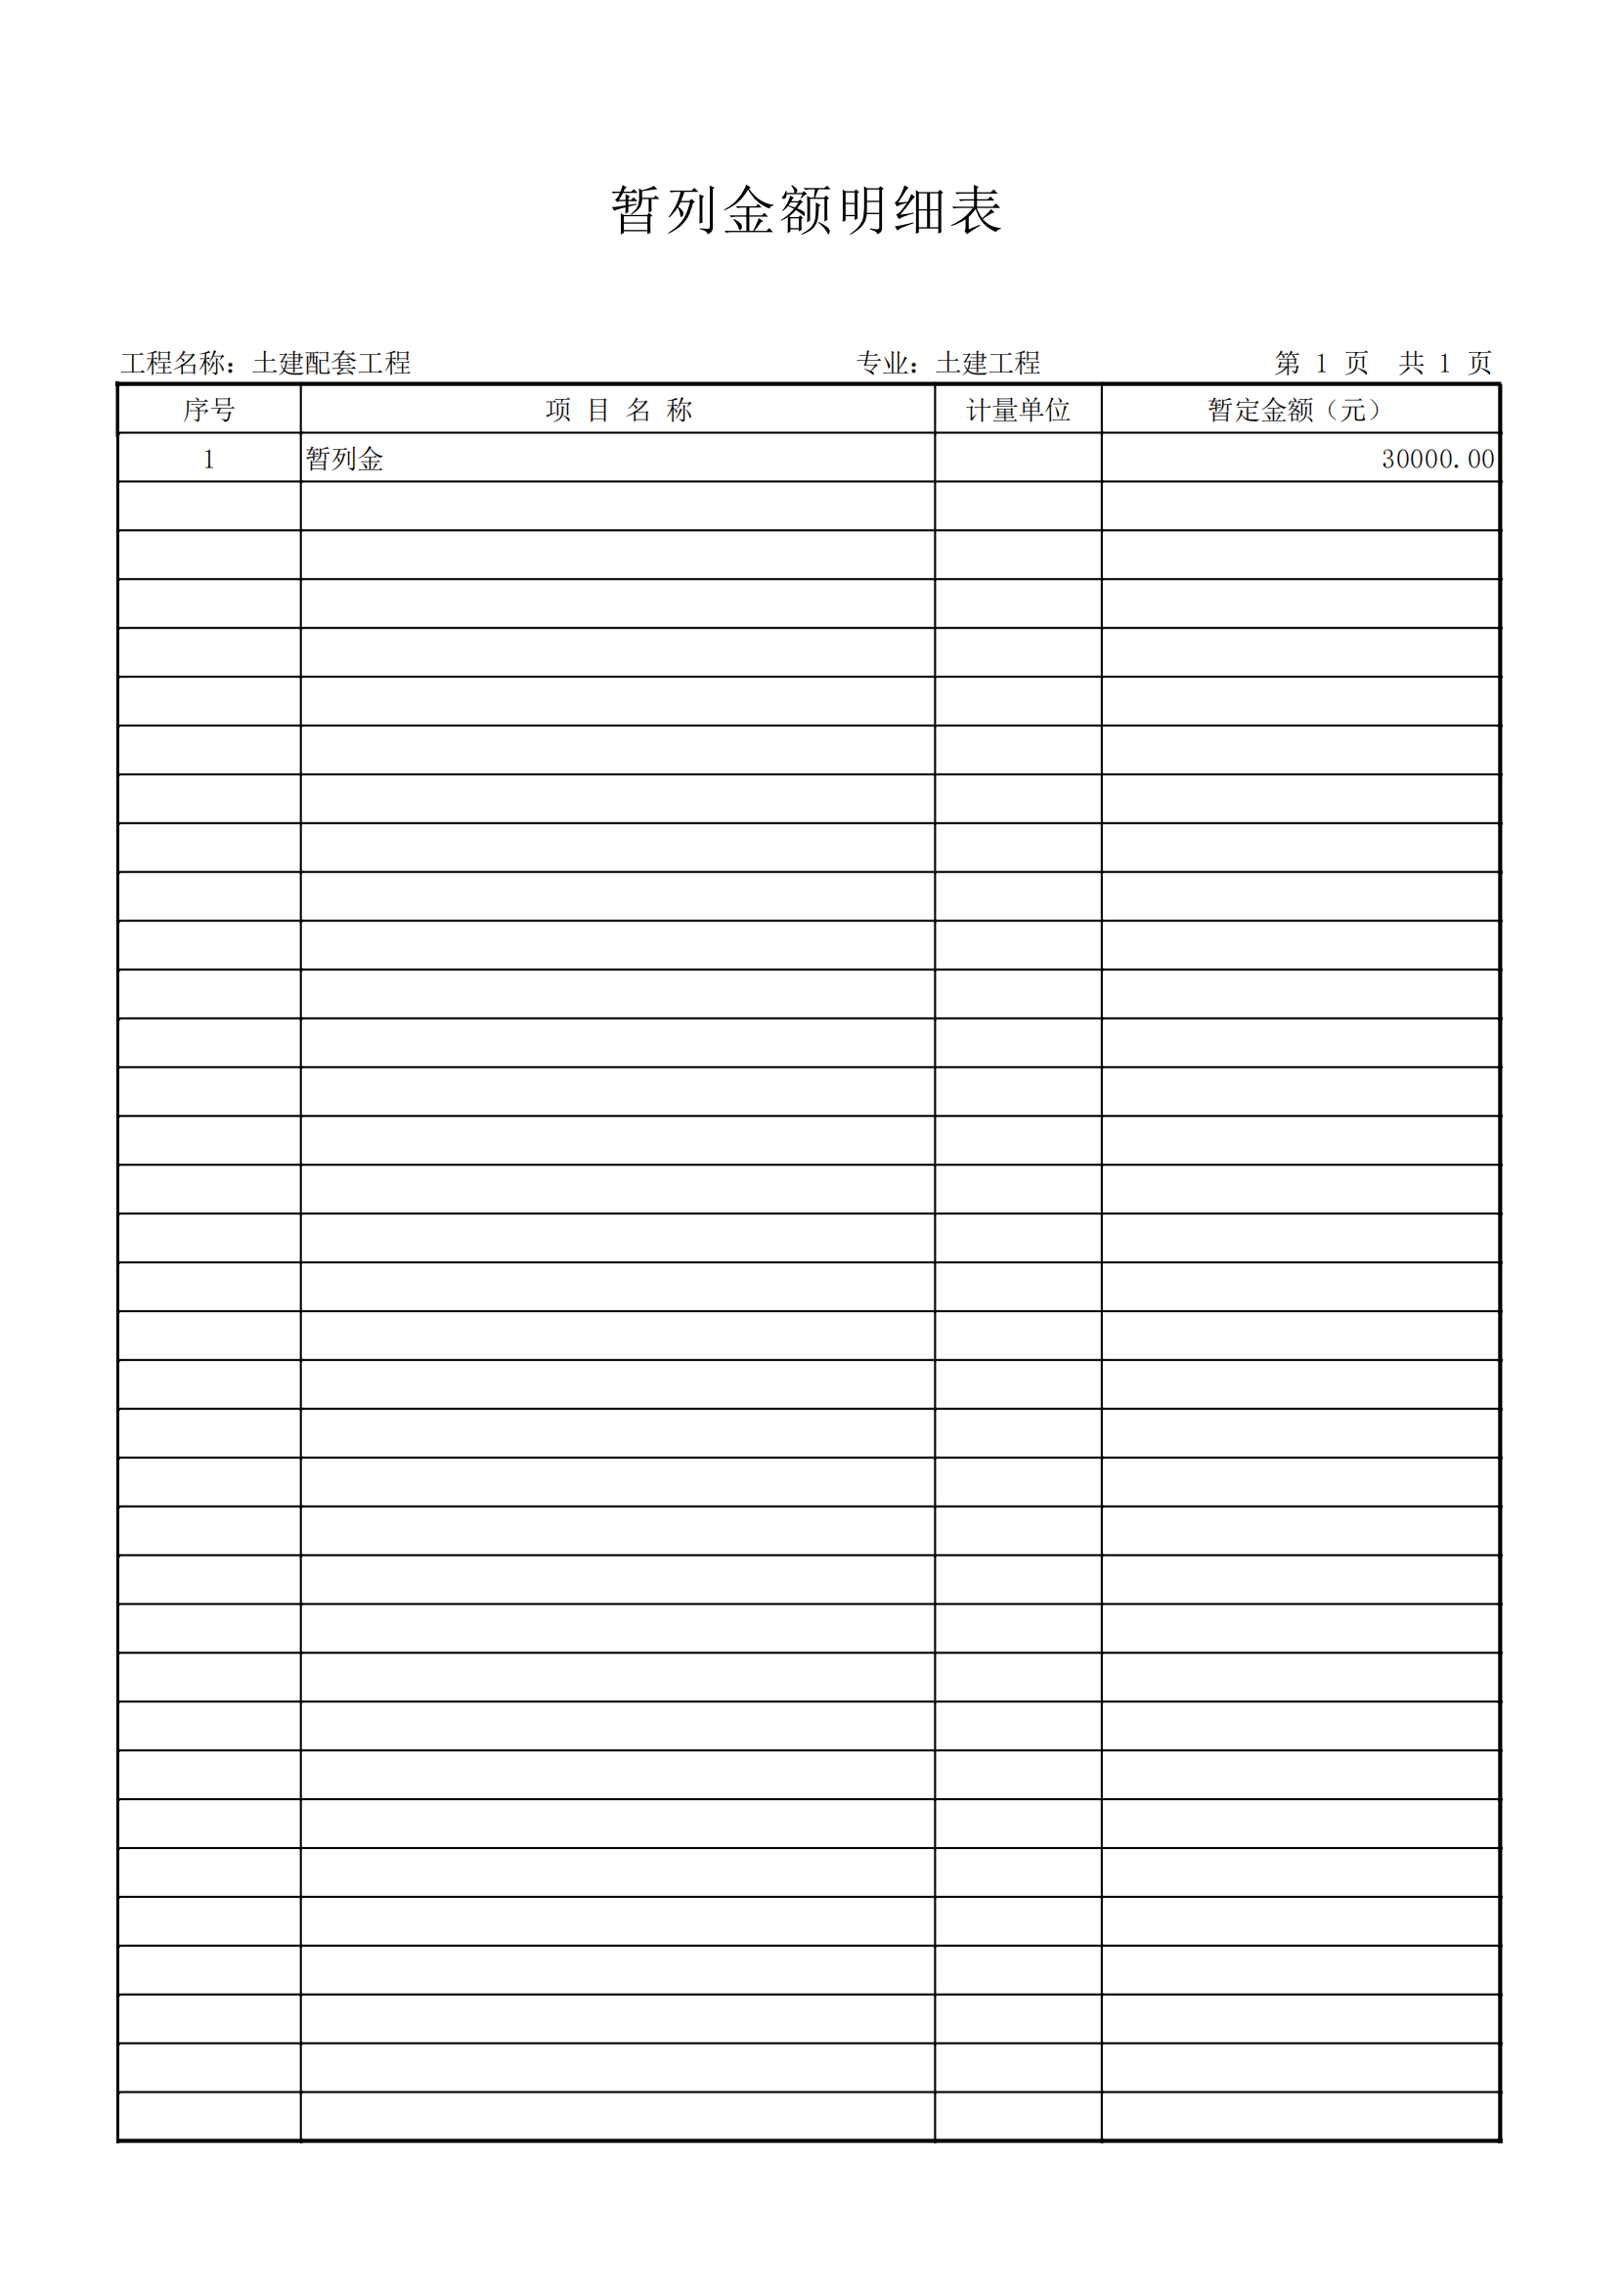 暂列金额明细表
工程名称：土建配套工程 专业：土建工程 第 1 页 共 1 页
序号 项 目 名 称 计量单位 暂定金额（元）
1 暂列金 30000.00